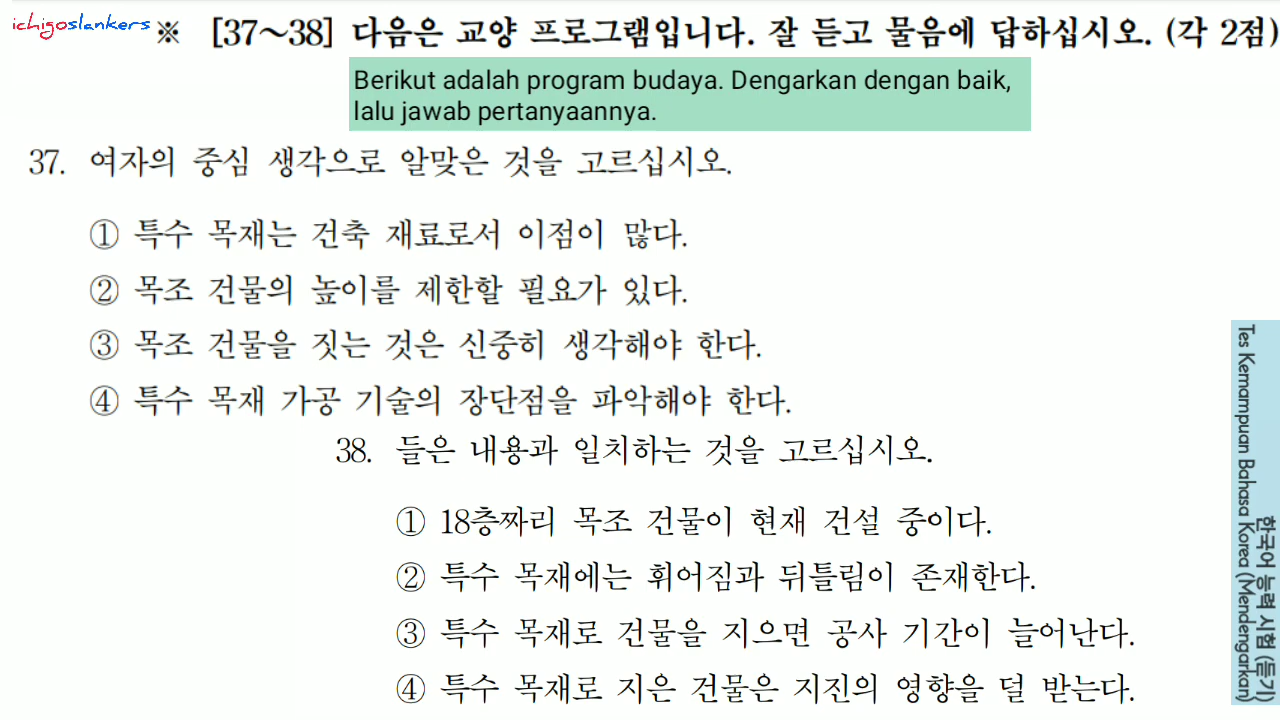 ichigoslankers
※ [37～38] 다음은 교양 프로그램입니다. 잘 듣고 물음에 답하십시오. (각 2점)
Berikut adalah program budaya. Dengarkan dengan baik,
lalu jawab pertanyaannya.
37. 여자의 중심 생각으로 알맞은 것을 고르십시오.
① 특수 목재는 건축 재료로서 이점이 많다.
② 목조 건물의 높이를 제한할 필요가 있다.
③ 목조 건물을 짓는 것은 신중히 생각해야 한다.
④ 특수 목재 가공 기술의 장단점을 파악해야 한다.
38. 들은 내용과 일치하는 것을 고르십시오.
① 18층짜리 목조 건물이 현재 건설 중이다.
② 특수 목재에는 휘어짐과 뒤틀림이 존재한다.
③ 특수 목재로 건물을 지으면 공사 기간이 늘어난다.
④ 특수 목재로 지은 건물은 지진의 영향을 덜 받는다.
한국어 능력 시험 (듣기)
Tes Kemampuan Bahasa Korea (Mendengarkan)